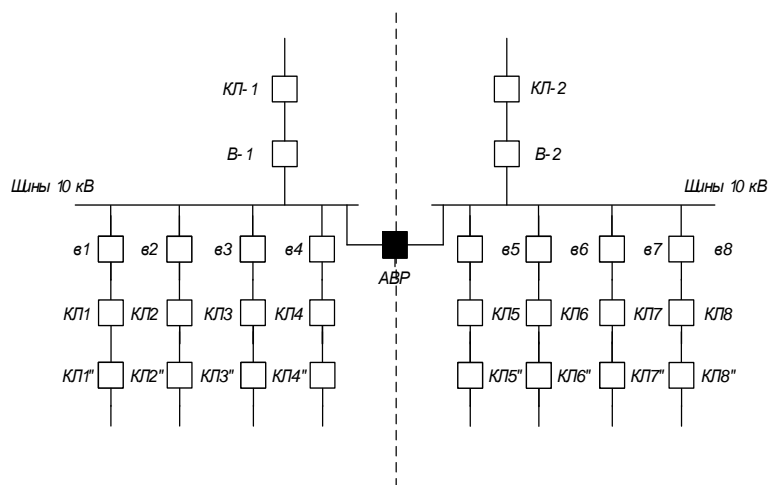 КЛ-1 КЛ-2
В-1 В-2
Шины 10 кВ Шины 10 кВ
в1 в2 в3 в4 в5 в6 в7 в8
АВР
КЛ1 КЛ2 КЛ3 КЛ4 КЛ5 КЛ6 КЛ7 КЛ8
КЛ1" КЛ2" КЛ3" КЛ4" КЛ5" КЛ6" КЛ7" КЛ8"